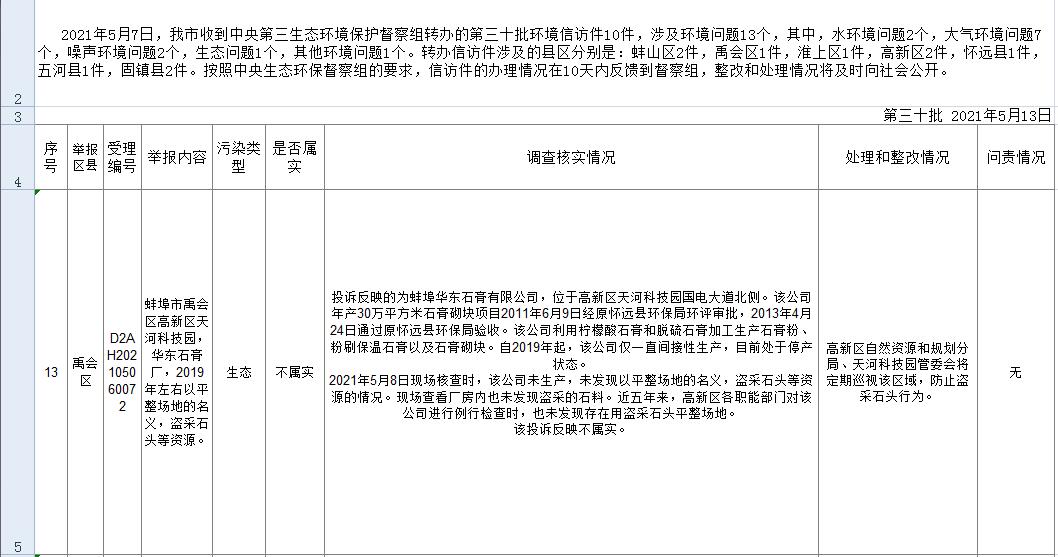 2021年5月7日，我市收到中央第三生态环境保护督察组转办的第三十批环境信访件10件，涉及环境问题13个，其中，水环境问题2个，大气环境问题7
个，噪声环境问题2个，生态问题1个，其他环境问题1个。转办信访件涉及的县区分别是：蚌山区2件，禹会区1件，淮上区1件，高新区2件，怀远县1件，
五河县1件，固镇县2件。按照中央生态环保督察组的要求，信访件的办理情况在10天内反馈到督察组，整改和处理情况将及时向社会公开。
2
3
第三十批 2021年5月13日
4
序
号
举报
区县
受理
编号
举报内容
污染类
型
是否属
实
调查核实情况
处理和整改情况
问责情况
5
13
禹会
区
D2A
H202
1050
6007
2
蚌埠市禹会
区高新区天
河科技园，
华东石膏
厂，2019
年左右以平
整场地的名
义，盗采石
头等资源。
生态
不属实
投诉反映的为蚌埠华东石膏有限公司，位于高新区天河科技园国电大道北侧。该公司
年产30万平方米石膏砌块项目2011年6月9日经原怀远县环保局环评审批，2013年4月
24日通过原怀远县环保局验收。该公司利用柠檬酸石膏和脱硫石膏加工生产石膏粉、
粉刷保温石膏以及石膏砌块。自2019年起，该公司仅一直间接性生产，目前处于停产
状态。
2021年5月8日现场核查时，该公司未生产，未发现以平整场地的名义，盗采石头等资
源的情况。现场查看厂房内也未发现盗采的石料。近五年来，高新区各职能部门对该
公司进行例行检查时，也未发现存在用盗采石头平整场地。
该投诉反映不属实。
高新区自然资源和规划分
局、天河科技园管委会将
定期巡视该区域，防止盗
采石头行为。
无